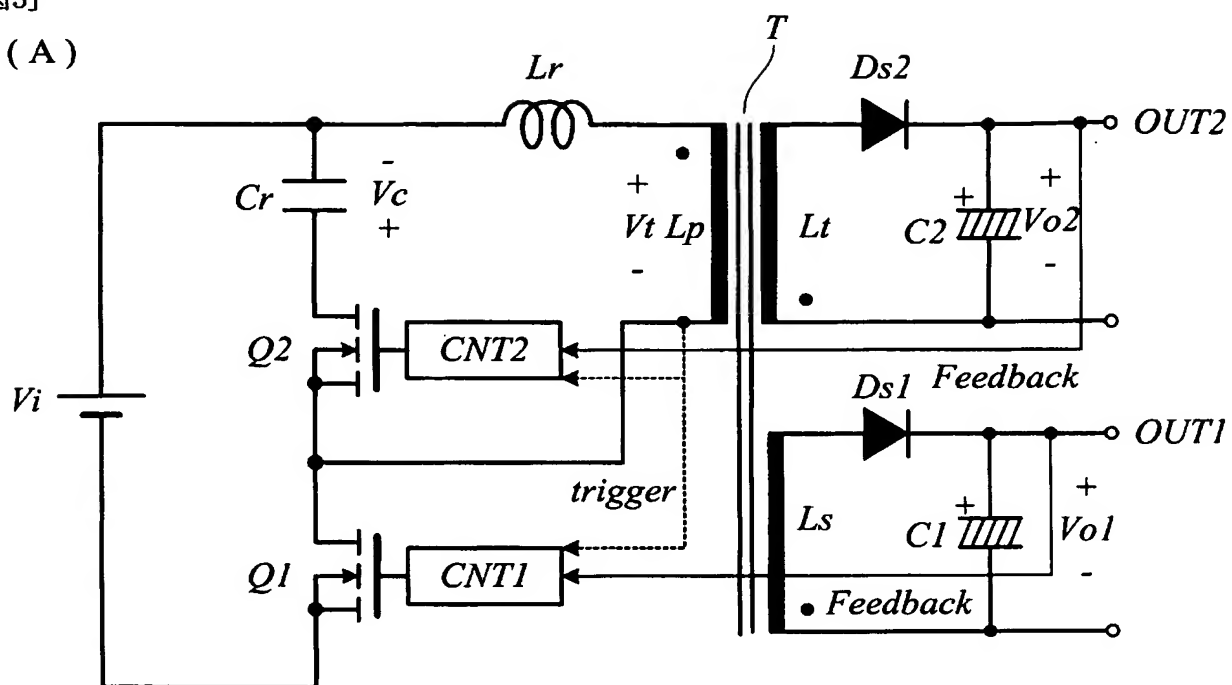 ( A )
T
Lr
Ds2
OUT2
-
Cr
Vc
+
+
Vt
Lp
-
Lt
+
C2
+
Vo2
-
Q2
CNT2
Feedback
Vi
Ds1
OUT1
trigger
Ls
+
C1
+
Vo1
-
Q1
CNT1
Feedback